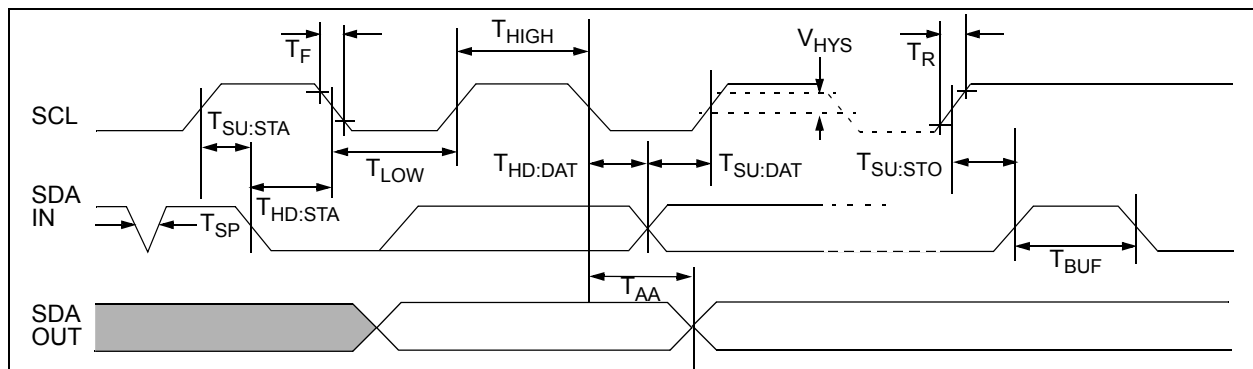 T_F
T_HIGH
V_HYS
T_R
SCL
T_SU:STA
T_LOW
T_HD:DAT
T_SU:DAT
T_SU:STO
SDA
IN
T_SP
T_HD:STA
T_BUF
T_AA
SDA
OUT